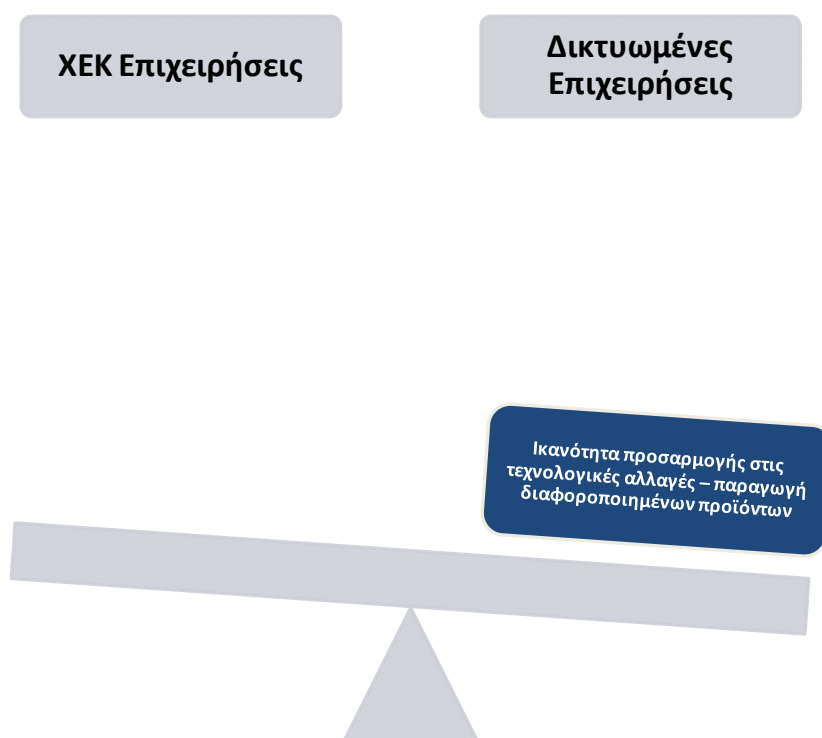 ΧΕΚ Επιχειρήσεις
Δικτυωμένες
Επιχειρήσεις
Ικανότητα προσαρμογής στις
τεχνολογικές αλλαγές – παραγωγή
διαφοροποιημένων προϊόντων